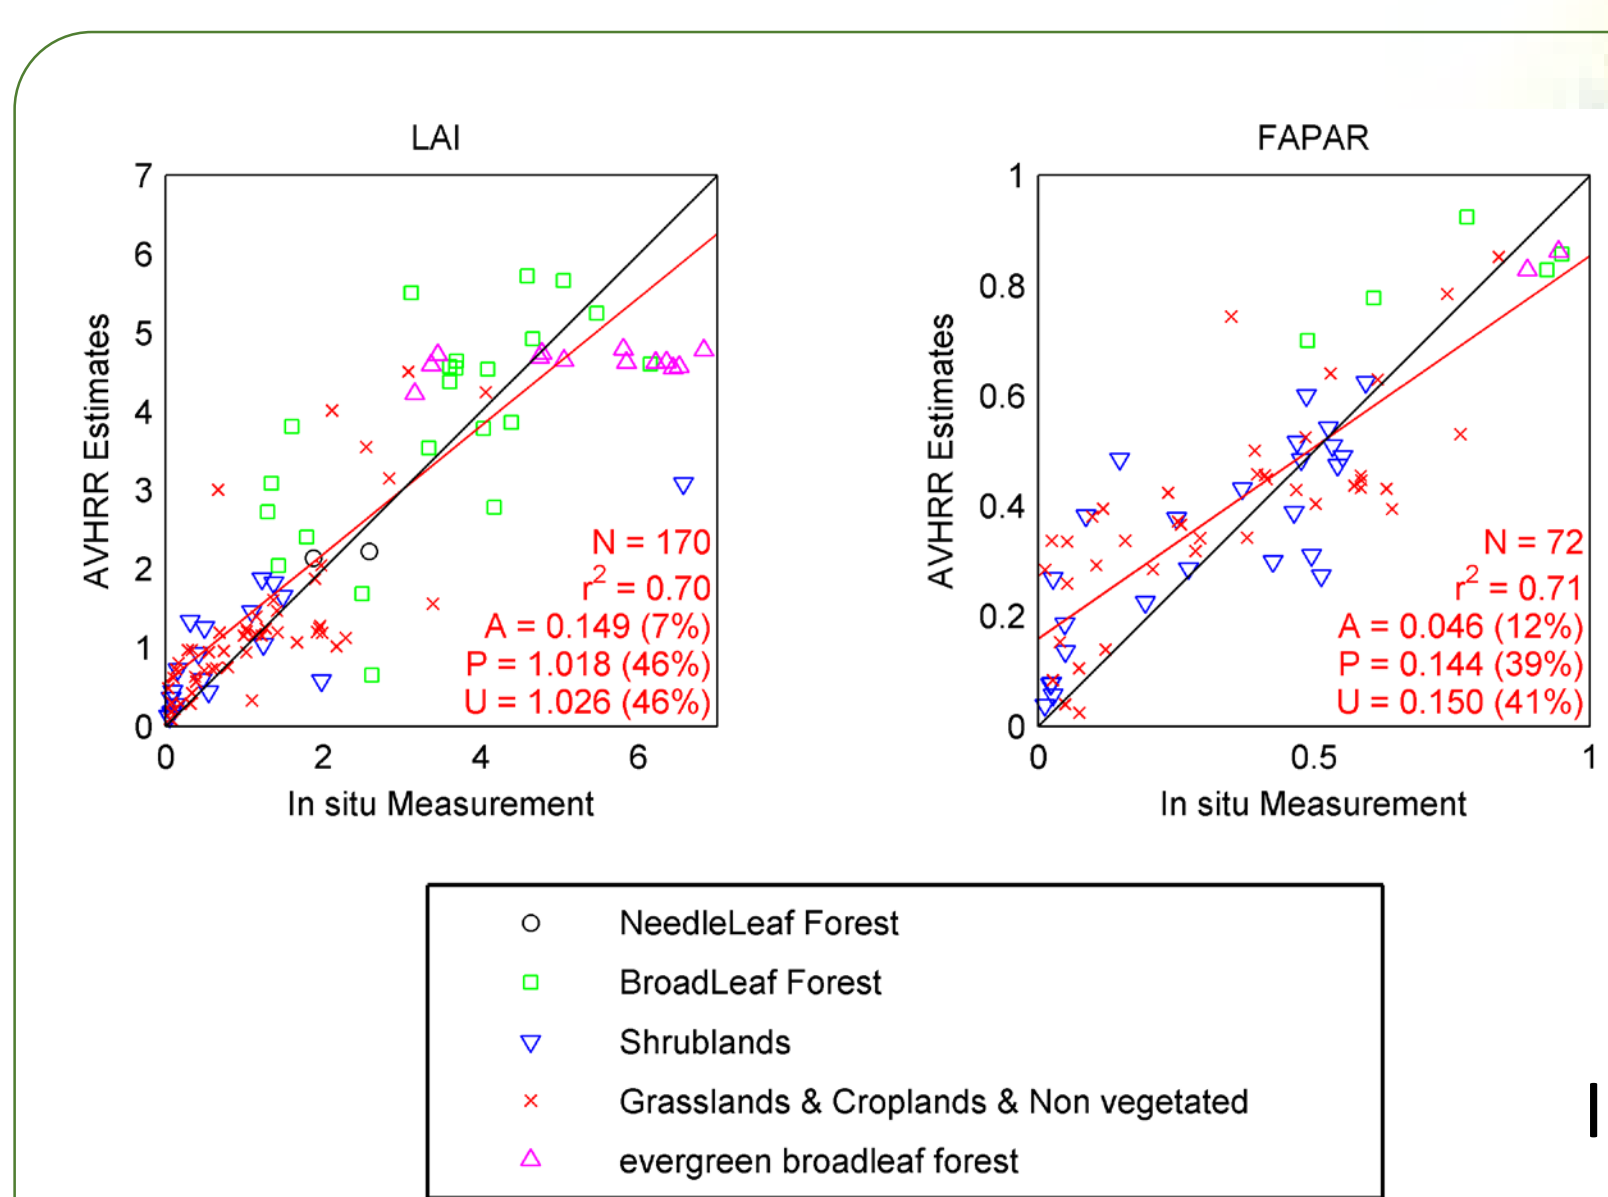 LAI
7
6
5
4
3
2
1
0
AVHRR Estimates
N = 170
r² = 0.70
A = 0.149 (7%)
P = 1.018 (46%)
U = 1.026 (46%)
0 2 4 6
In situ Measurement
FAPAR
1
0.8
0.6
0.4
0.2
0
AVHRR Estimates
N = 72
r² = 0.71
A = 0.046 (12%)
P = 0.144 (39%)
U = 0.150 (41%)
0 0.5 1
In situ Measurement
NeedleLeaf Forest
BroadLeaf Forest
Shrublands
Grasslands & Croplands & Non vegetated
evergreen broadleaf forest